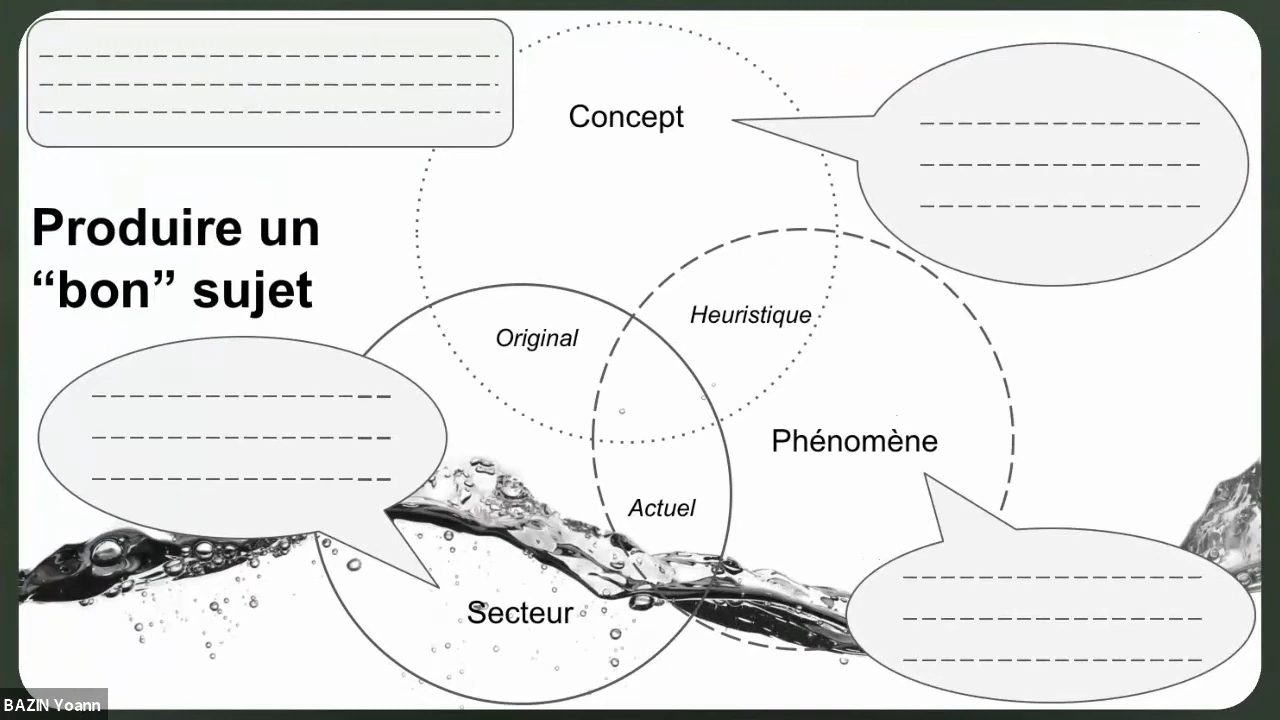 Concept
Produire un
“bon” sujet
Heuristique
Original
Phénomène
Actuel
Secteur
BAZIN Yoann